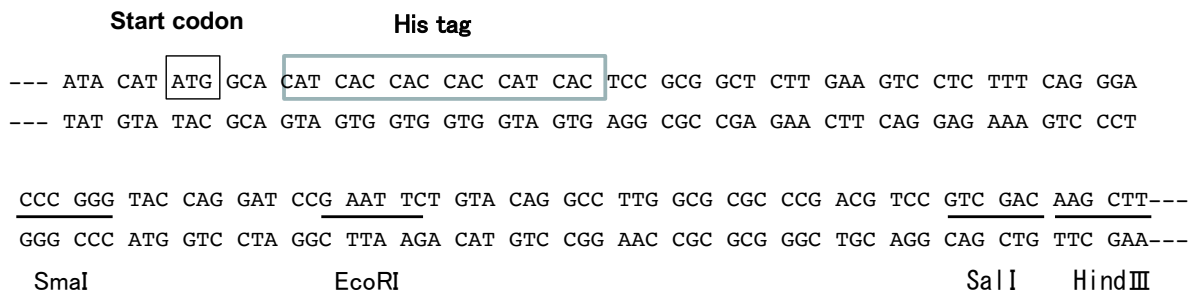 Start codon His tag
--- ATA CAT ATG GCA CAT CAC CAC CAC CAT CAC TCC GCG GCT CTT GAA GTC CTC TTT CAG GGA
--- TAT GTA TAC GCA GTA GTG GTG GTG GTA GTG AGG CGC CGA GAA CTT CAG GAG AAA GTC CCT
CCC GGG TAC CAG GAT CCG AAT TCT GTA CAG GCC TTG GCG CGC CCG ACG TCC GTC GAC AAG CTT---
GGG CCC ATG GTC CTA GGC TTA AGA CAT GTC CGG AAC CGC GCG GGC TGC AGG CAG CTG TTC GAA---
SmaI EcoRI SalI HindⅢ